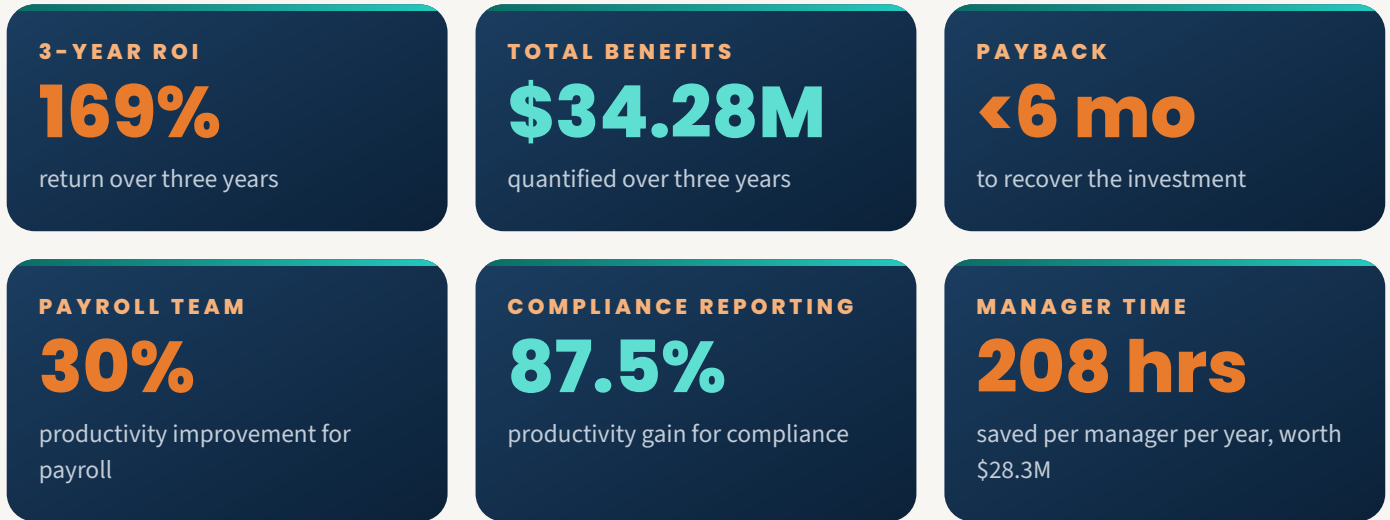 3-YEAR ROI
169%
return over three years
TOTAL BENEFITS
$34.28M
quantified over three years
PAYBACK
<6 mo
to recover the investment
PAYROLL TEAM
30%
productivity improvement for
payroll
COMPLIANCE REPORTING
87.5%
productivity gain for compliance
MANAGER TIME
208 hrs
saved per manager per year, worth
$28.3M